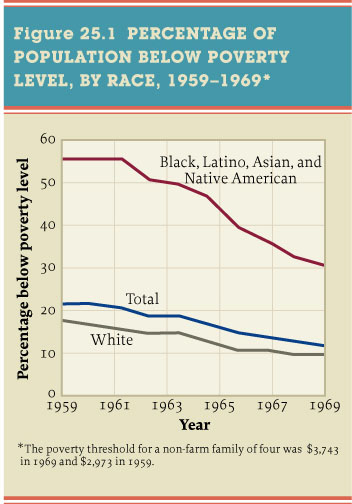 Figure 25.1 PERCENTAGE OF
POPULATION BELOW POVERTY
LEVEL, BY RACE, 1959–1969*
60
50
40
30
20
10
0
Percentage below poverty level
Black, Latino, Asian, and
Native American
Total
White
1959 1961 1963 1965 1967 1969
Year
*The poverty threshold for a non-farm family of four was $3,743
in 1969 and $2,973 in 1959.